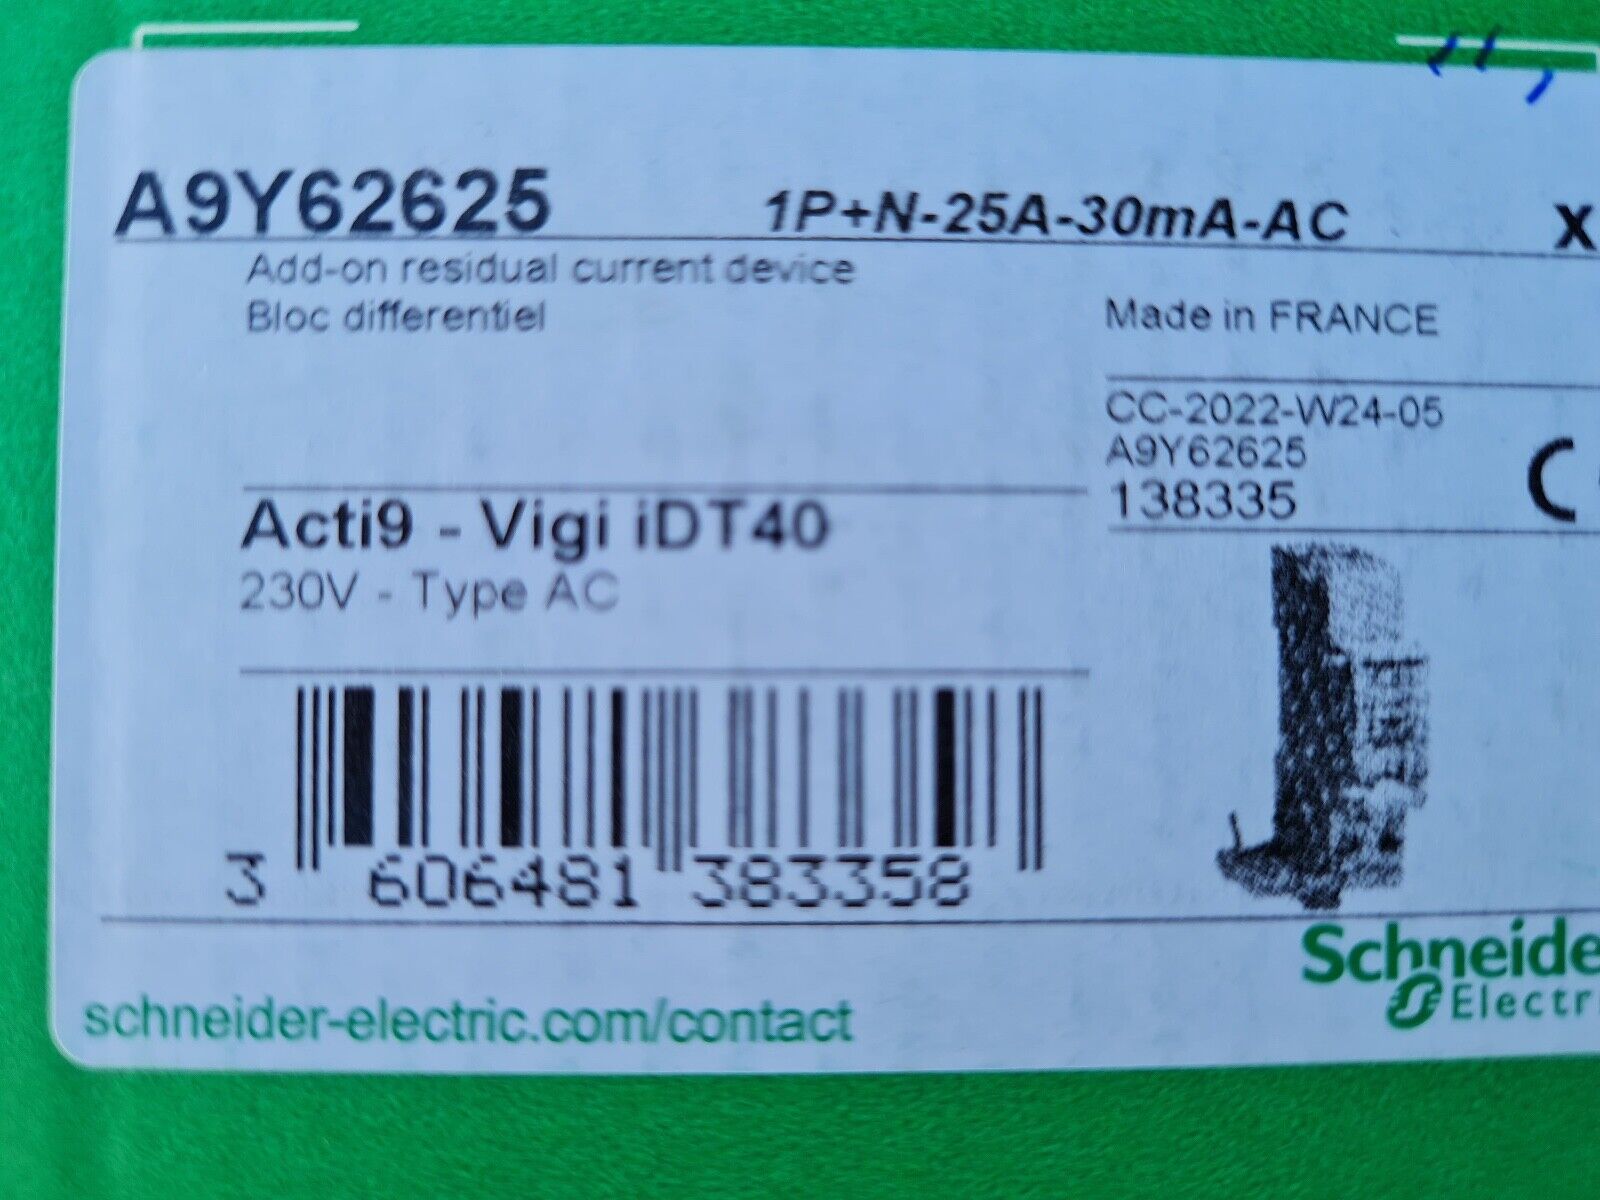 A9Y62625 1P+N-25A-30mA-AC X
Add-on residual current device
Bloc differentiel
Made in FRANCE
CC-2022-W24-05
A9Y62625
138335
CE
Acti9 - Vigi iDT40
230V - Type AC
3 606481 383358
Schneide
Electr
schneider-electric.com/contact